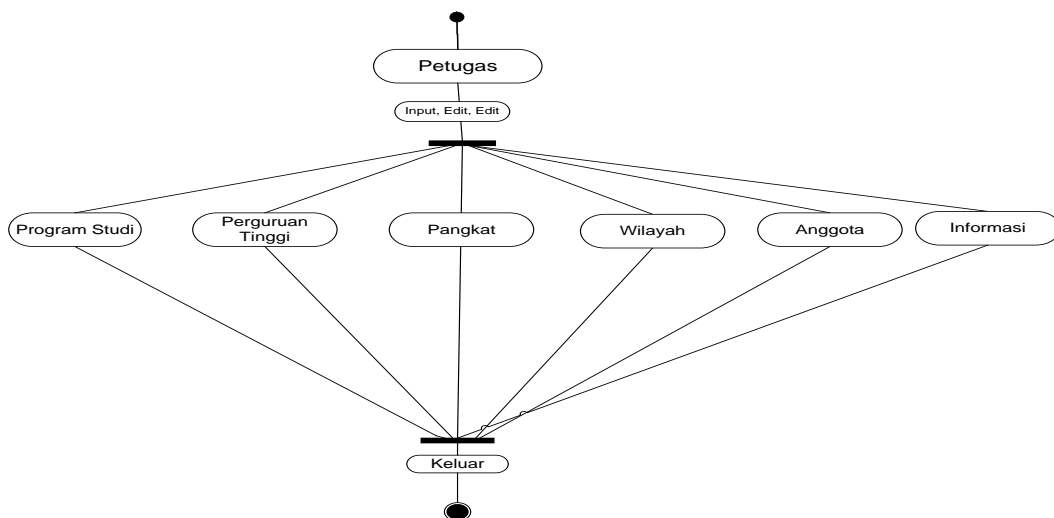 Petugas
Input, Edit, Edit
Program Studi
Perguruan
Tinggi
Pangkat
Wilayah
Anggota
Informasi
Keluar